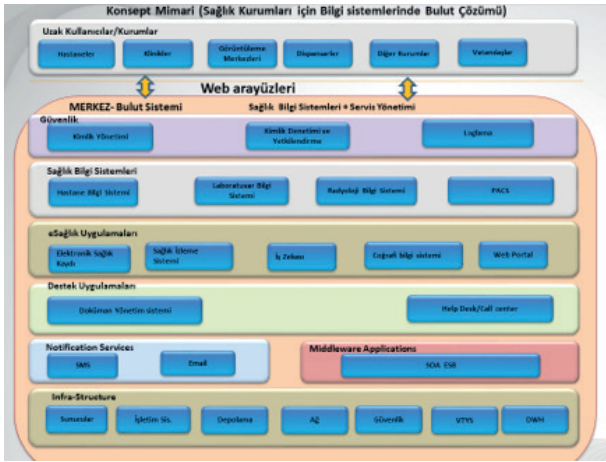 Konsept Mimari (Sağlık Kurumları için Bilgi sistemlerinde Bulut Çözümü)
Uzak Kullanıcılar/Kurumlar
Hastaneler
Klinikler
Görüntüleme
Merkezleri
Dispanserler
Diğer Kurumlar
Vatandaşlar
Web arayüzleri
MERKEZ- Bulut Sistemi
Sağlık Bilgi Sistemleri + Servis Yönetimi
Güvenlik
Kimlik Yönetimi
Kimlik Denetimi ve
Yetkilendirme
Loglama
Sağlık Bilgi Sistemleri
Hastane Bilgi Sistemi
Laboratuvar Bilgi
Sistemi
Radyoloji Bilgi Sistemi
PACS
eSağlık Uygulamaları
Elektronik Sağlık
Kaydı
Sağlık İzleme
Sistemi
İş Zekası
Coğrafi bilgi sistemi
Web Portal
Destek Uygulamaları
Doküman Yönetim sistemi
Help Desk/Call center
Notification Services
SMS
Email
Middleware Applications
SOA ESB
Infra-Structure
Sunucular
İşletim Sis.
Depolama
Ağ
Güvenlik
VTYS
DWH